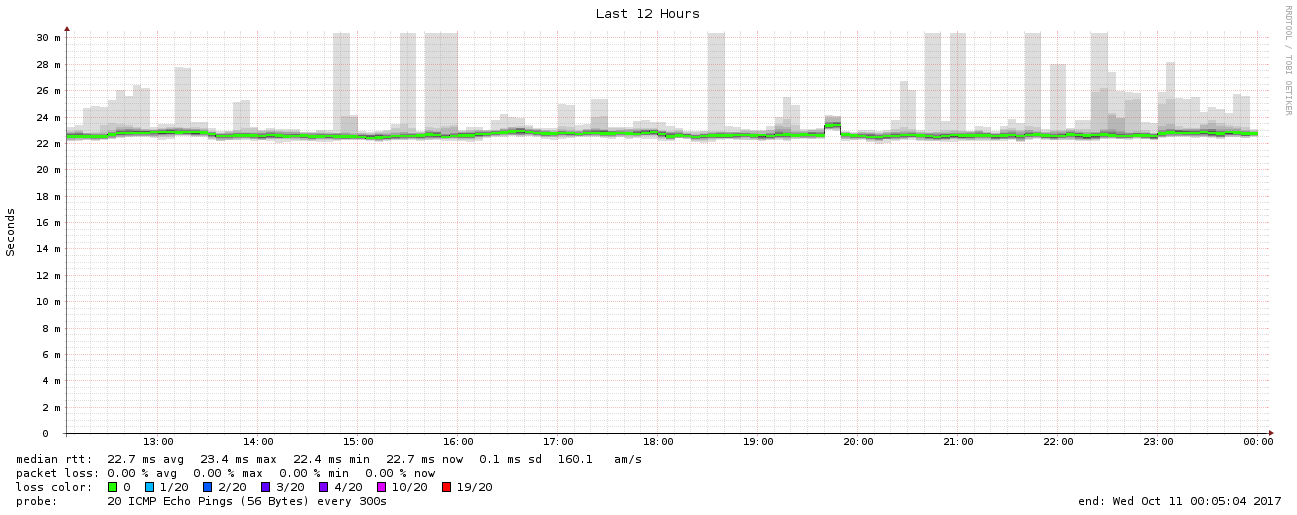 Last 12 Hours
RRDTOOL / TOBI OETIKER
Seconds
30 m
28 m
26 m
24 m
22 m
20 m
18 m
16 m
14 m
12 m
10 m
8 m
6 m
4 m
2 m
0
13:00 14:00 15:00 16:00 17:00 18:00 19:00 20:00 21:00 22:00 23:00 00:00
median rtt: 22.7 ms avg 23.4 ms max 22.4 ms min 22.7 ms now 0.1 ms sd 160.1 am/s
packet loss: 0.00 % avg 0.00 % max 0.00 % min 0.00 % now
loss color: 0 1/20 2/20 3/20 4/20 10/20 19/20
probe: 20 ICMP Echo Pings (56 Bytes) every 300s end: Wed Oct 11 00:05:04 2017